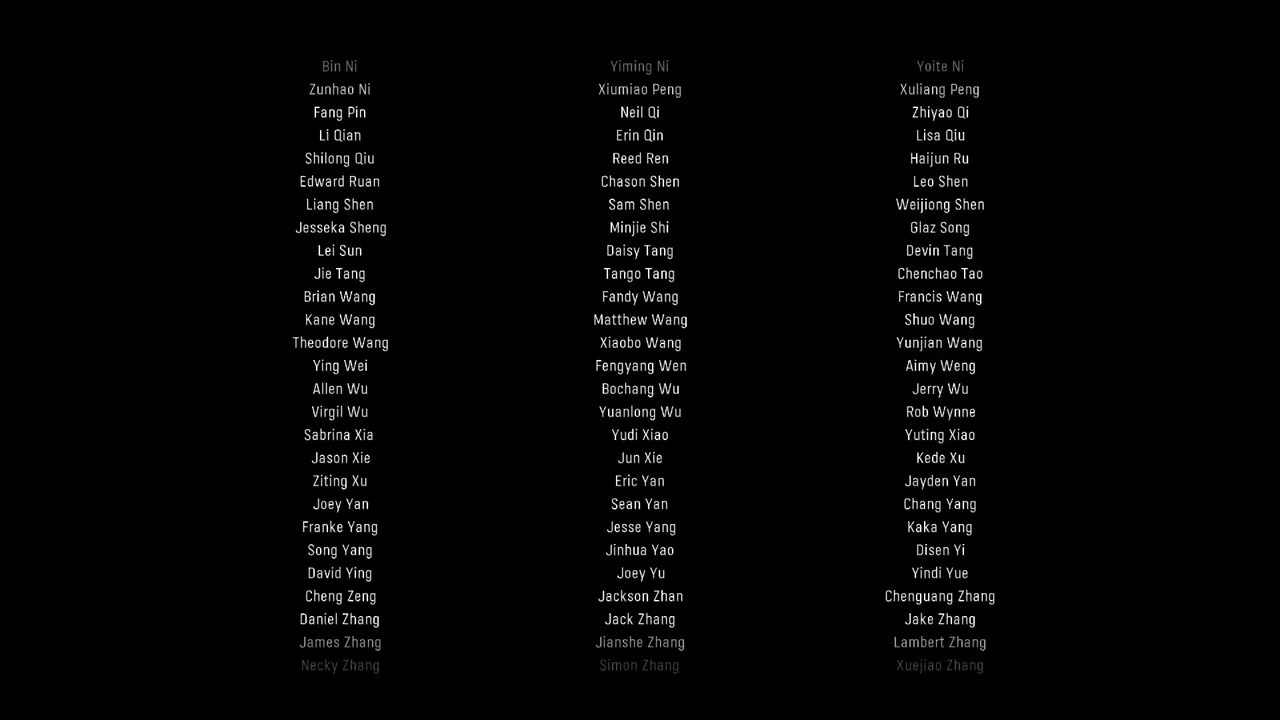 Bin Ni Yiming Ni Yoite Ni
Zunhao Ni Xiumiao Peng Xuliang Peng
Fang Pin Neil Qi Zhiyao Qi
Li Qian Erin Qin Lisa Qiu
Shilong Qiu Reed Ren Haijun Ru
Edward Ruan Chason Shen Leo Shen
Liang Shen Sam Shen Weijiong Shen
Jesseka Sheng Minjie Shi Glaz Song
Lei Sun Daisy Tang Devin Tang
Jie Tang Tango Tang Chenchao Tao
Brian Wang Fandy Wang Francis Wang
Kane Wang Matthew Wang Shuo Wang
Theodore Wang Xiaobo Wang Yunjian Wang
Ying Wei Fengyang Wen Aimy Weng
Allen Wu Bochang Wu Jerry Wu
Virgil Wu Yuanlong Wu Rob Wynne
Sabrina Xia Yudi Xiao Yuting Xiao
Jason Xie Jun Xie Kede Xu
Ziting Xu Eric Yan Jayden Yan
Joey Yan Sean Yan Chang Yang
Franke Yang Jesse Yang Kaka Yang
Song Yang Jinhua Yao Disen Yi
David Ying Joey Yu Yindi Yue
Cheng Zeng Jackson Zhan Chenguang Zhang
Daniel Zhang Jack Zhang Jake Zhang
James Zhang Jianshe Zhang Lambert Zhang
Necky Zhang Simon Zhang Xuejiao Zhang